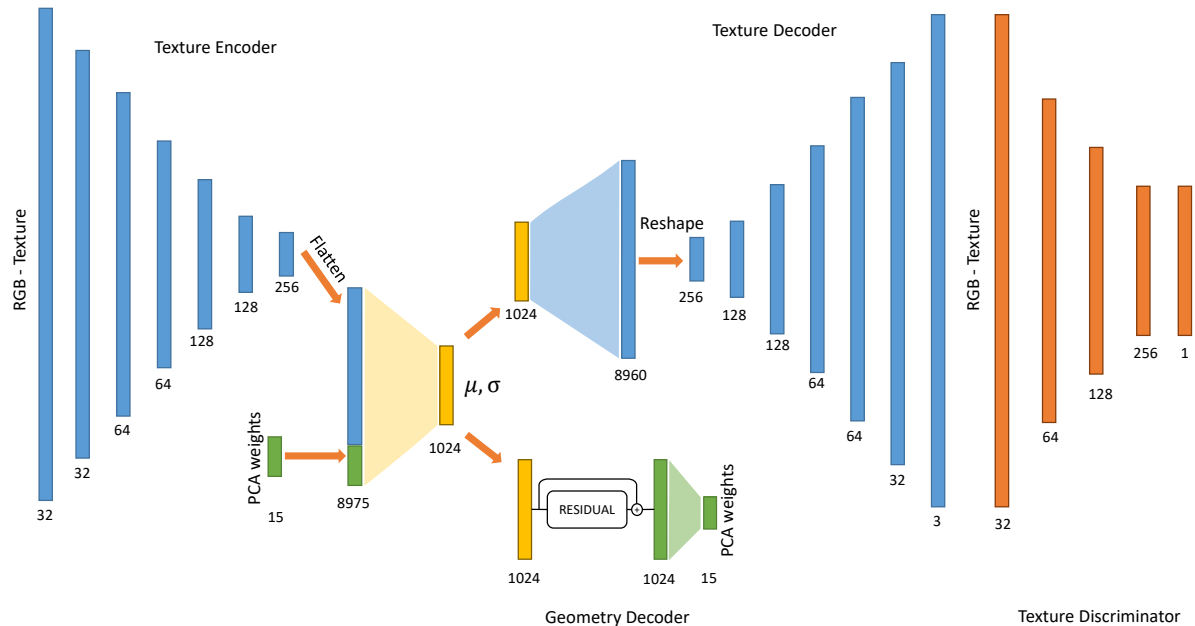 Texture Encoder
RGB - Texture
32
32
64
64
128
128
256
Flatten
PCA weights
15
8975
1024
μ, σ
1024
8960
Reshape
Texture Decoder
256
128
128
64
64
32
3
1024
RESIDUAL
+
1024
15
PCA weights
Geometry Decoder
RGB - Texture
32
64
128
256
1
Texture Discriminator